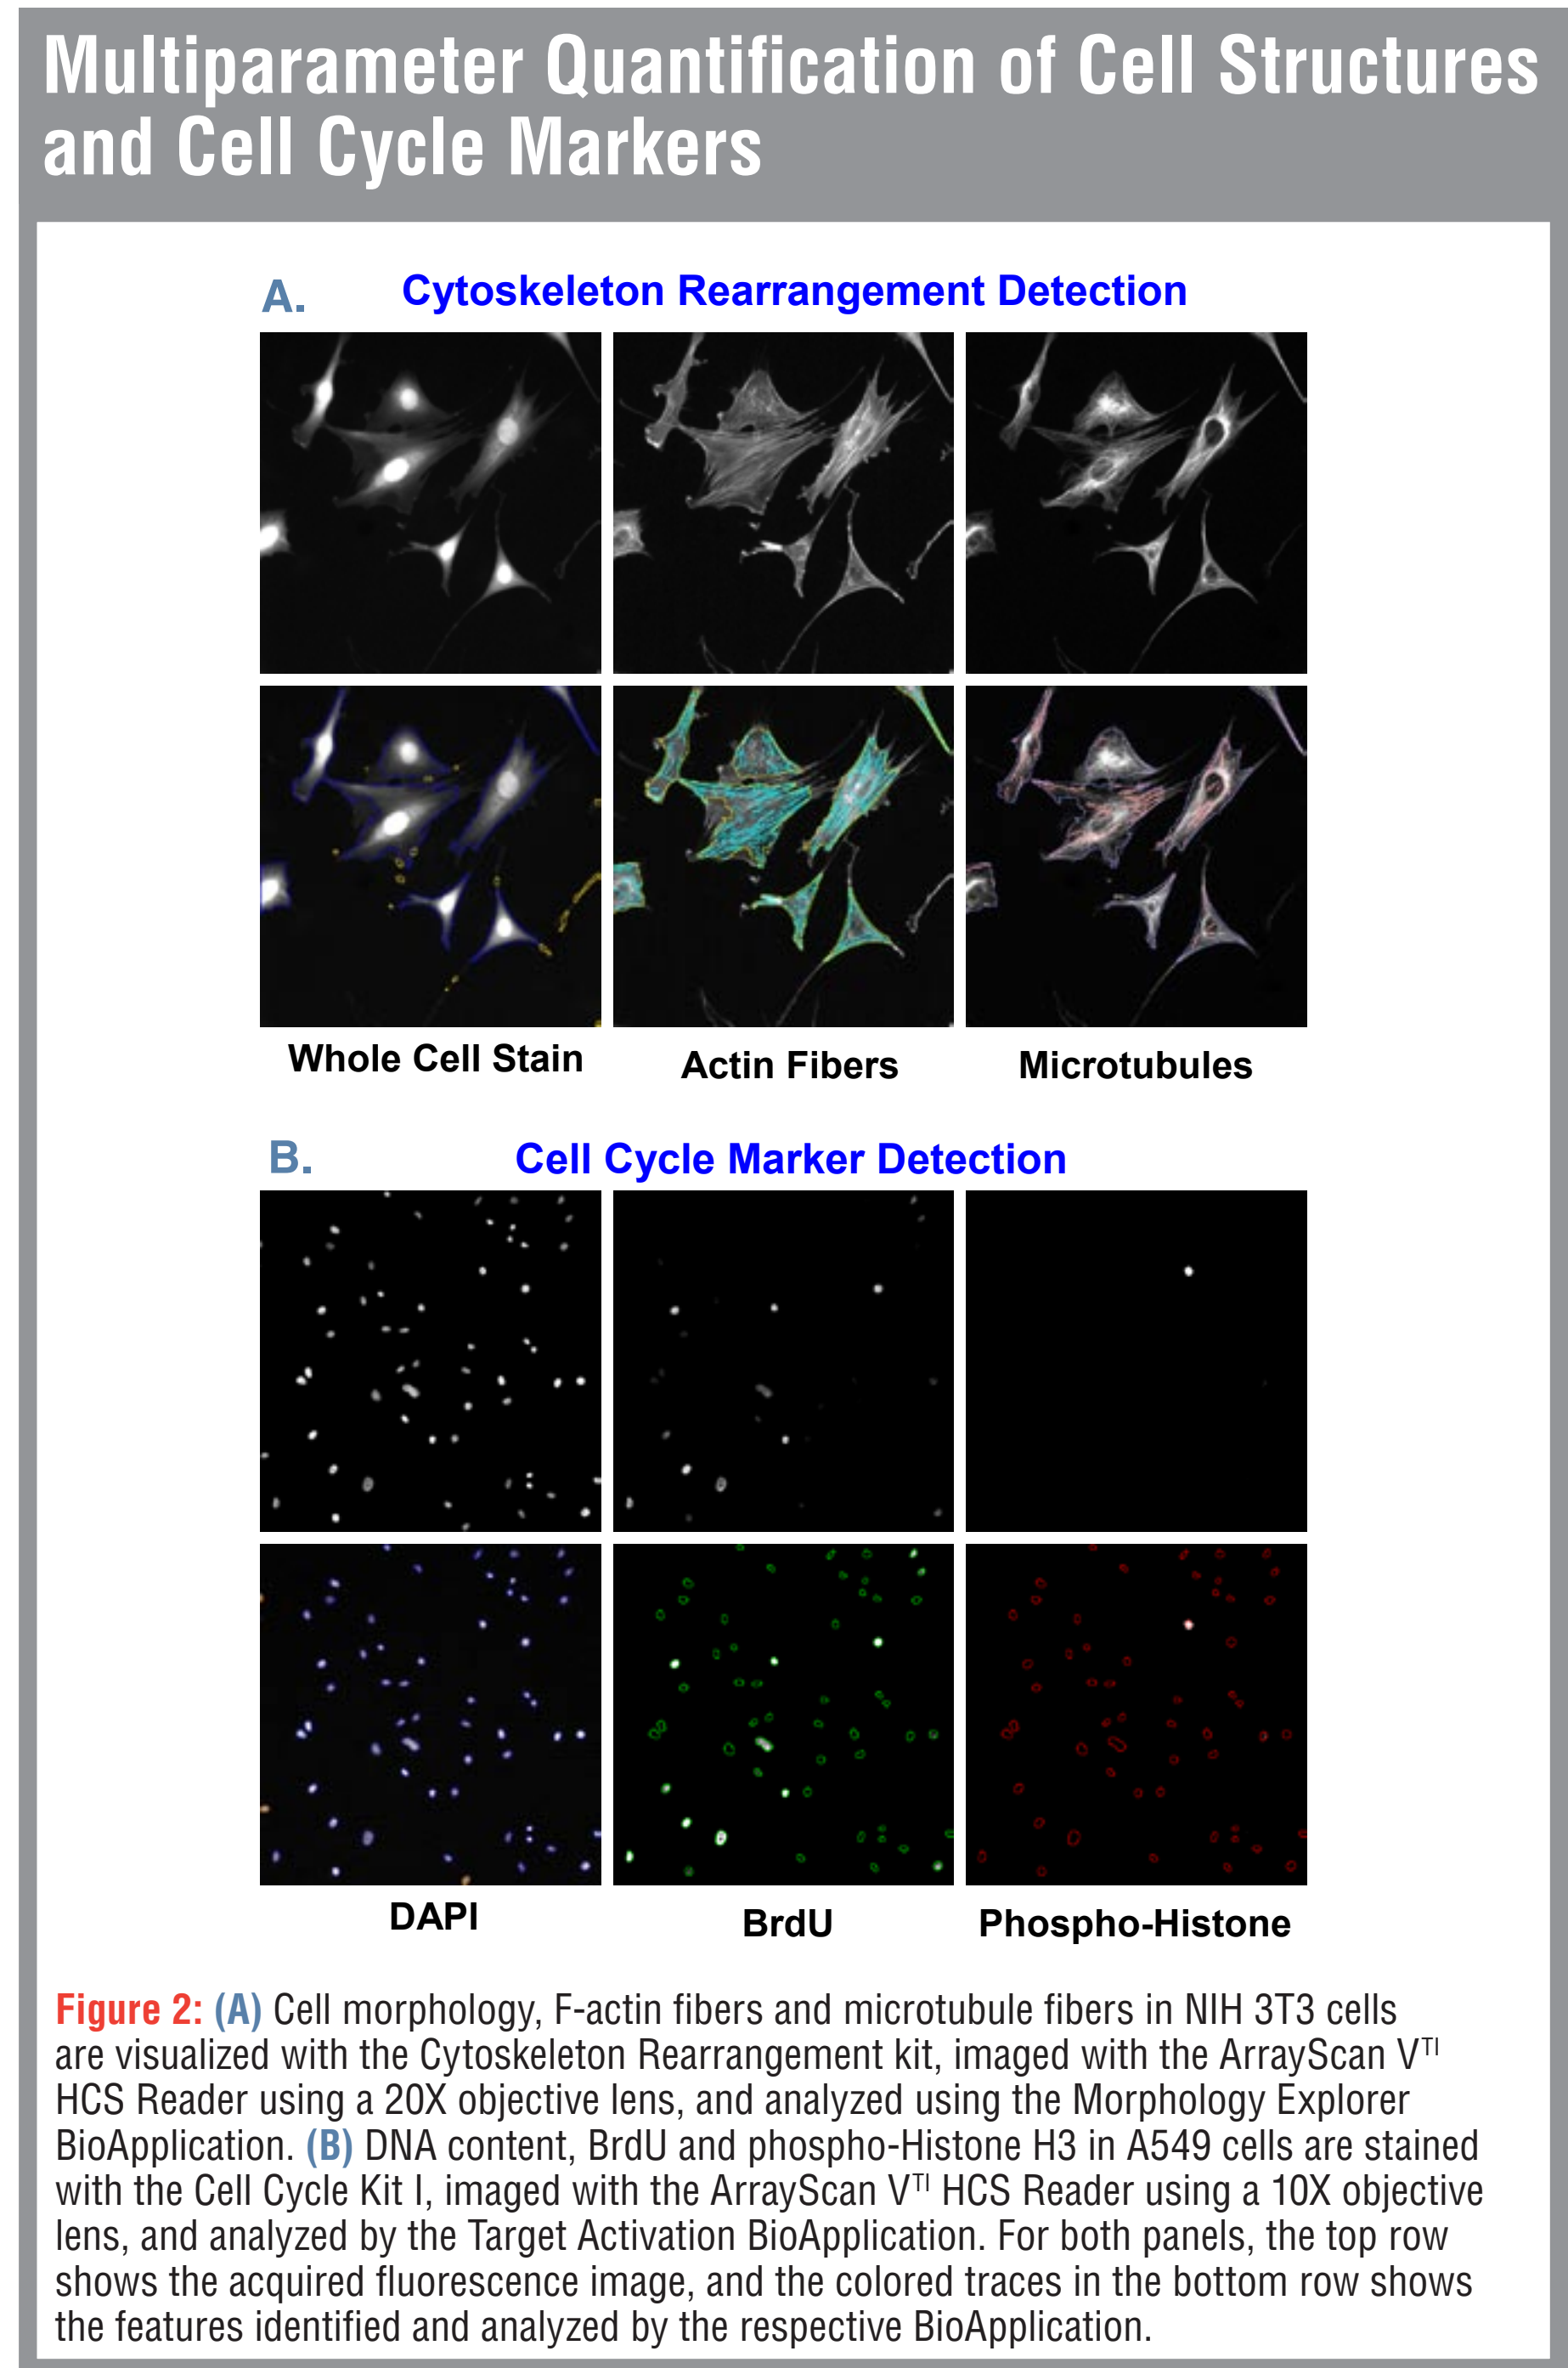 Multiparameter Quantification of Cell Structures
and Cell Cycle Markers
A. Cytoskeleton Rearrangement Detection
Whole Cell Stain Actin Fibers Microtubules
B. Cell Cycle Marker Detection
DAPI BrdU Phospho-Histone
Figure 2: (A) Cell morphology, F-actin fibers and microtubule fibers in NIH 3T3 cells
are visualized with the Cytoskeleton Rearrangement kit, imaged with the ArrayScan VTI
HCS Reader using a 20X objective lens, and analyzed using the Morphology Explorer
BioApplication. (B) DNA content, BrdU and phospho-Histone H3 in A549 cells are stained
with the Cell Cycle Kit I, imaged with the ArrayScan VTI HCS Reader using a 10X objective
lens, and analyzed by the Target Activation BioApplication. For both panels, the top row
shows the acquired fluorescence image, and the colored traces in the bottom row shows
the features identified and analyzed by the respective BioApplication.